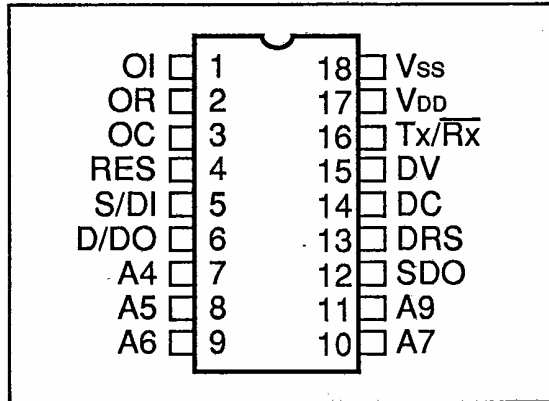 OI 1 18 Vss
OR 2 17 VDD
OC 3 16 Tx/R̅x̅
RES 4 15 DV
S/DI 5 14 DC
D/DO 6 13 DRS
A4 7 12 SDO
A5 8 11 A9
A6 9 10 A7